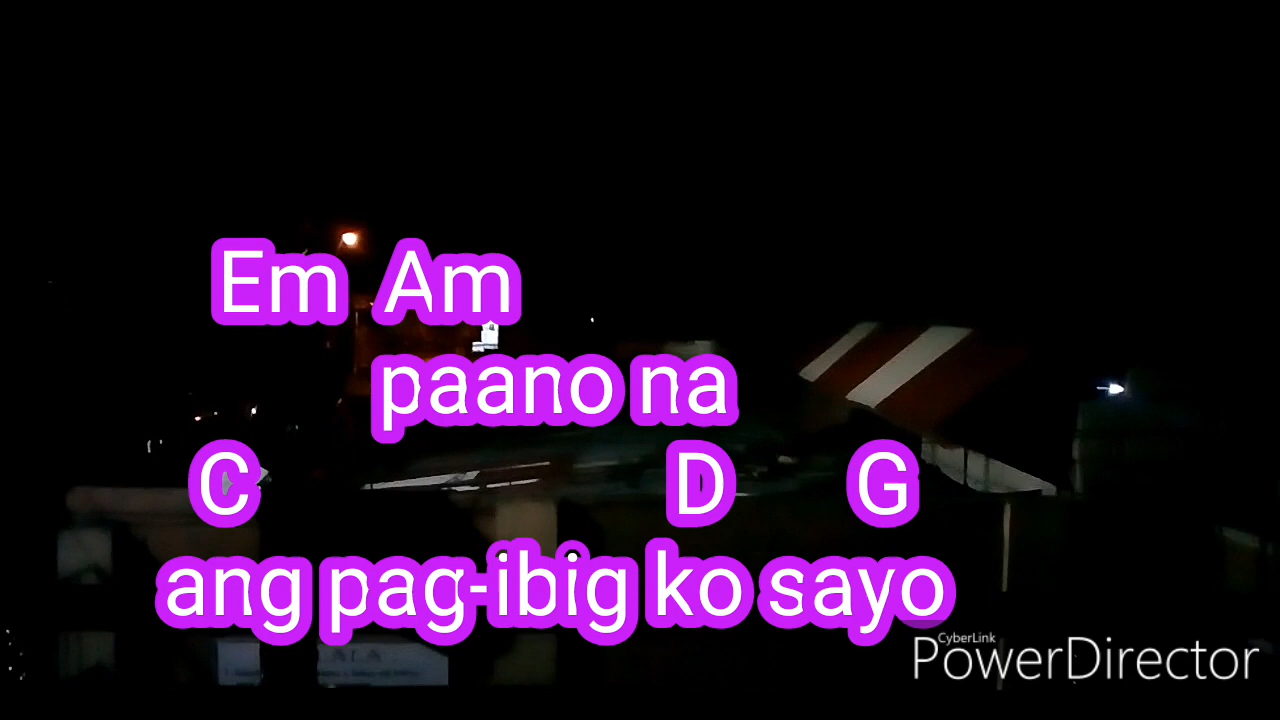 Em Am
paano na
C D G
ang pag-ibig ko sayo
CyberLink
PowerDirector